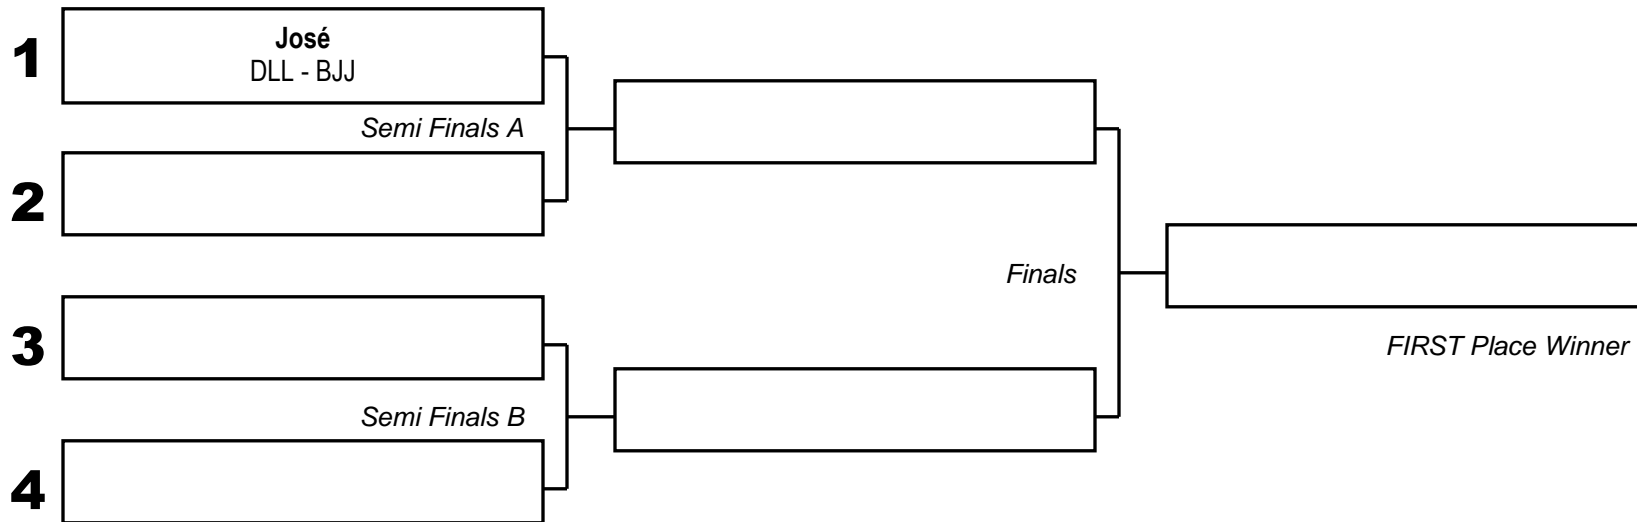 1
José
DLL - BJJ
Semi Finals A
2
Finals
3
FIRST Place Winner
Semi Finals B
4